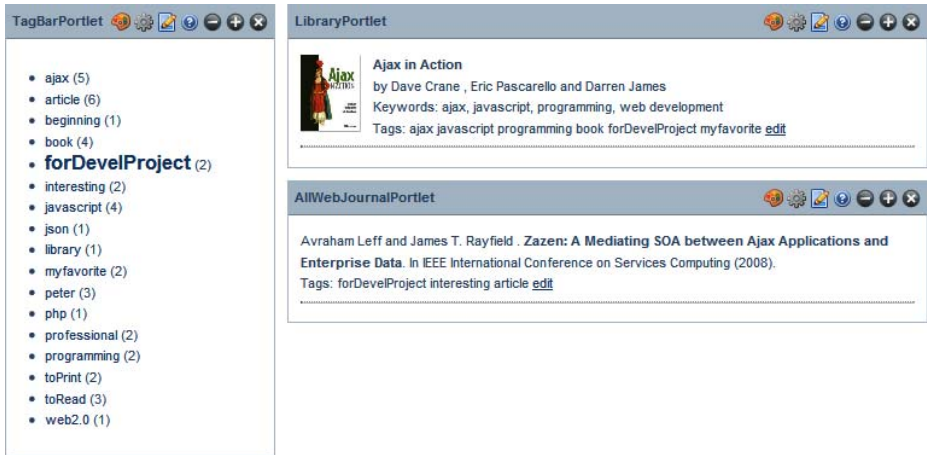 TagBarPortlet
ajax (5)
article (6)
beginning (1)
book (4)
forDevelProject (2)
interesting (2)
javascript (4)
json (1)
library (1)
myfavorite (2)
peter (3)
php (1)
professional (2)
programming (2)
toPrint (2)
toRead (3)
web2.0 (1)
LibraryPortlet
Ajax
Ajax in Action
by Dave Crane , Eric Pascarello and Darren James
Keywords: ajax, javascript, programming, web development
Tags: ajax javascript programming book forDevelProject myfavorite edit
AllWebJournalPortlet
Avraham Leff and James T. Rayfield . Zazen: A Mediating SOA between Ajax Applications and
Enterprise Data. In IEEE International Conference on Services Computing (2008).
Tags: forDevelProject interesting article edit